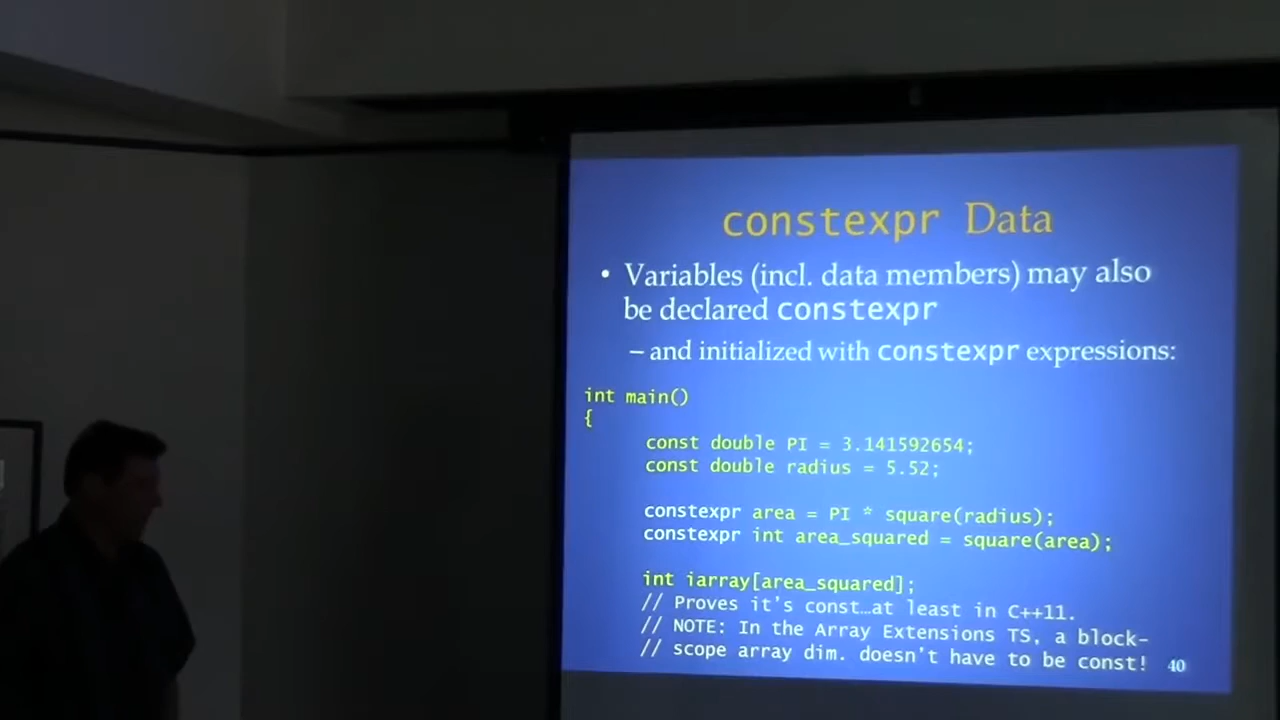 constexpr Data
• Variables (incl. data members) may also
be declared constexpr
– and initialized with constexpr expressions:
int main()
{
const double PI = 3.141592654;
const double radius = 5.52;
constexpr area = PI * square(radius);
constexpr int area_squared = square(area);
int iarray[area_squared];
// Proves it's const…at least in C++11.
// NOTE: In the Array Extensions TS, a block-
// scope array dim. doesn't have to be const!
40